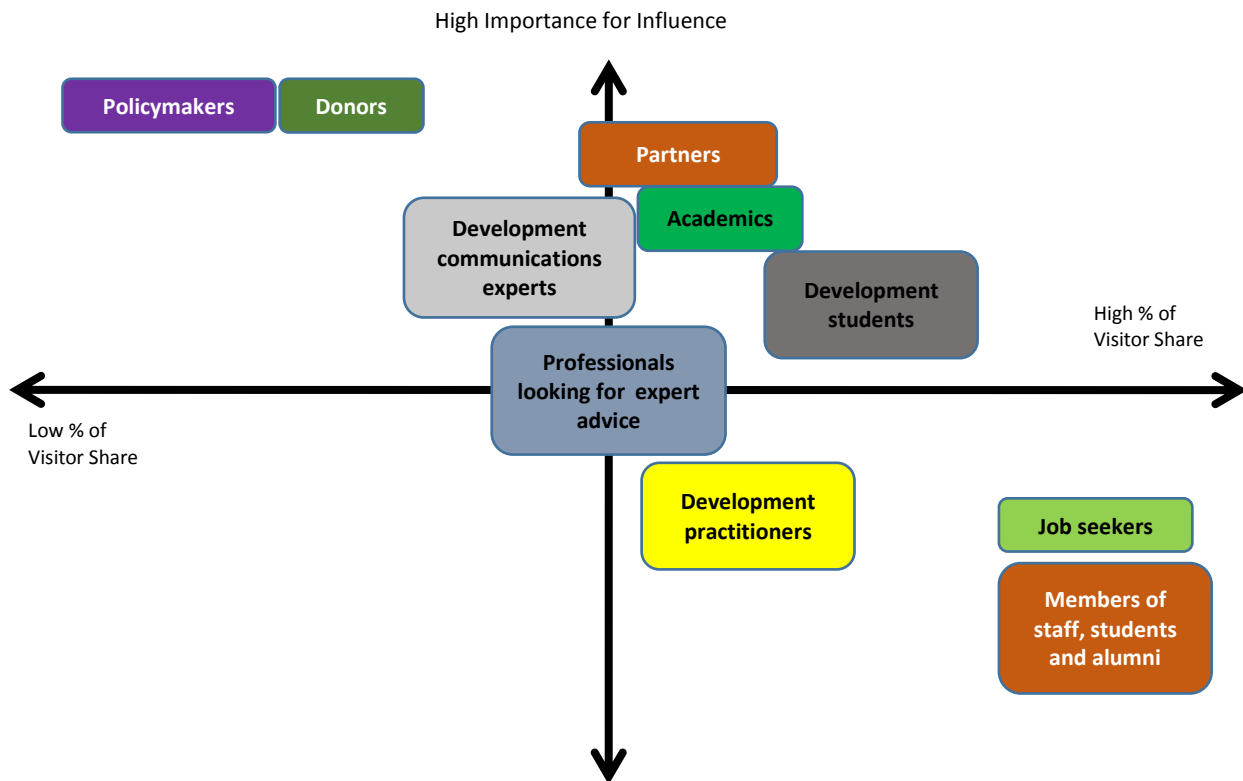 High Importance for Influence
Policymakers
Donors
Partners
Academics
Development
communications
experts
Development
students
High % of
Visitor Share
Professionals
looking for  expert
advice
Low % of
Visitor Share
Development
practitioners
Job seekers
Members of
staff, students
and alumni